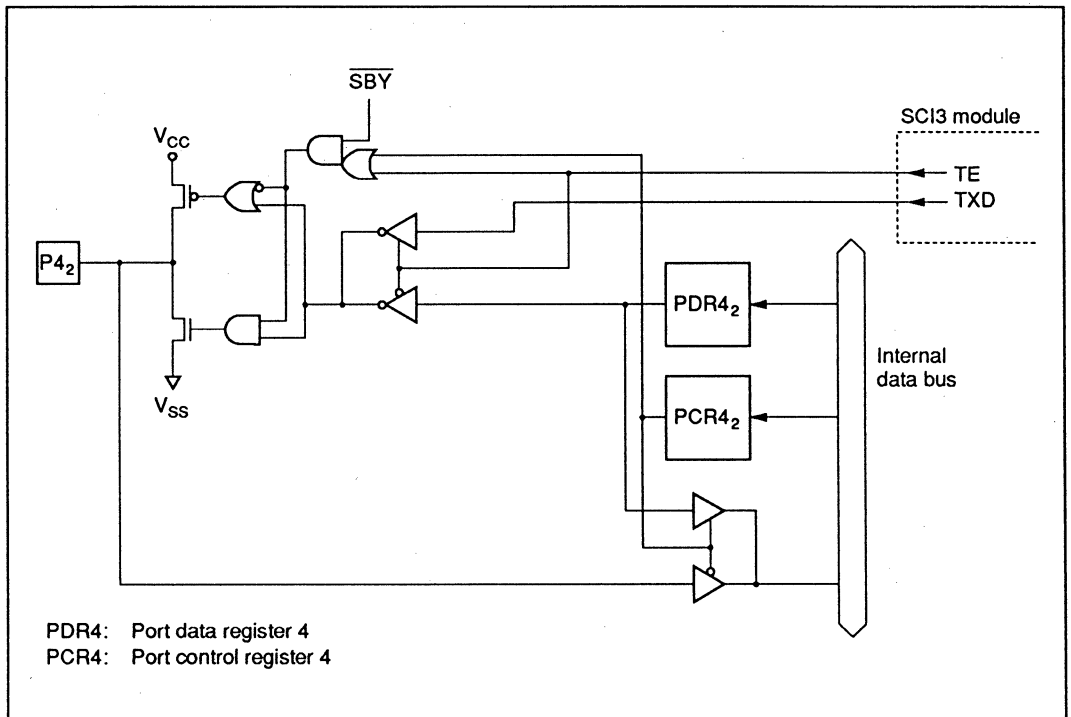 SBY
SCI3 module
VCC
TE
TXD
P42
PDR42
Internal
data bus
PCR42
VSS
PDR4: Port data register 4
PCR4: Port control register 4